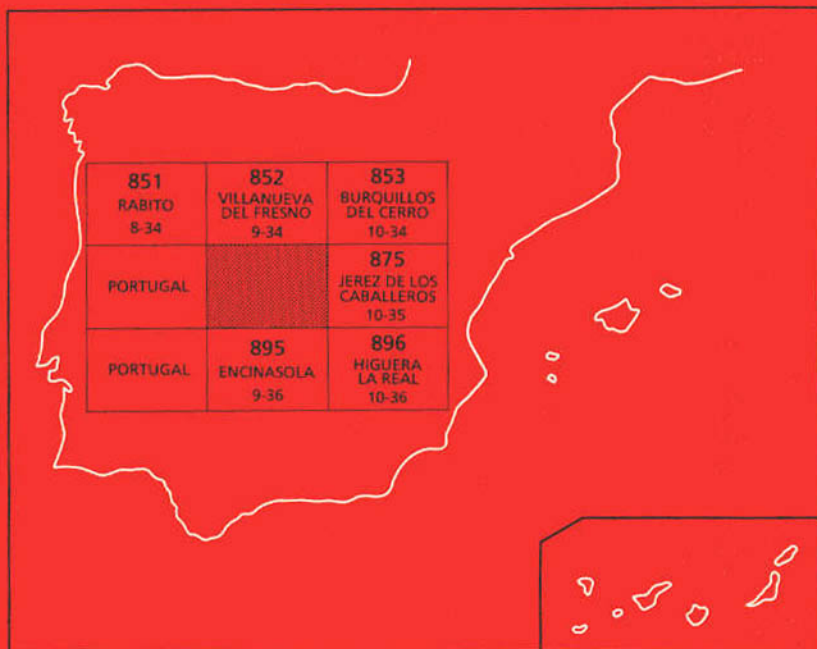 851
RABITO
8-34
852
VILLANUEVA
DEL FRESNO
9-34
853
BURQUILLOS
DEL CERRO
10-34
PORTUGAL
875
JEREZ DE LOS
CABALLEROS
10-35
PORTUGAL
895
ENCINASOLA
9-36
896
HIGUERA
LA REAL
10-36